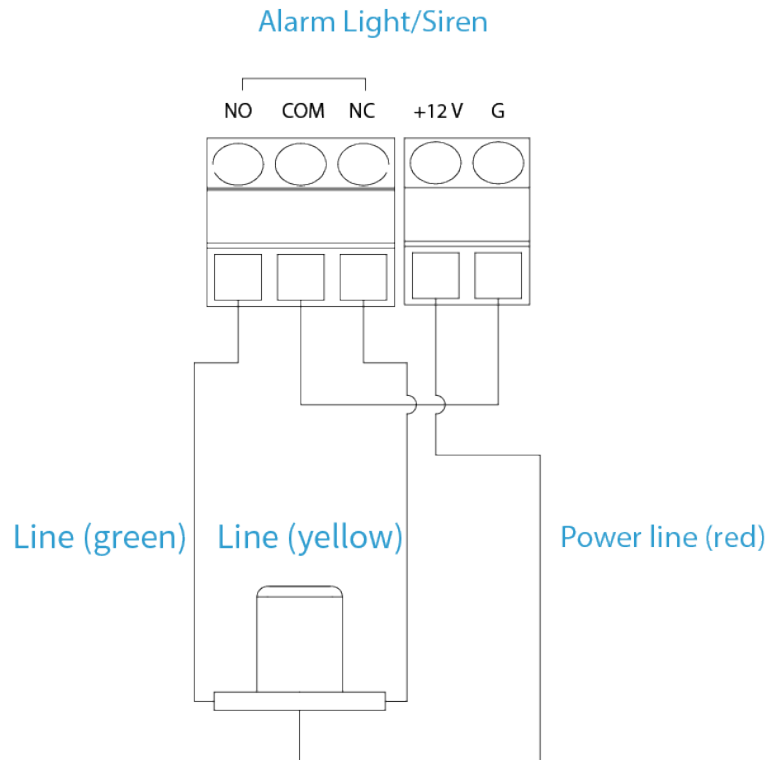 Alarm Light/Siren
NO COM NC +12 V G
Line (green) Line (yellow) Power line (red)